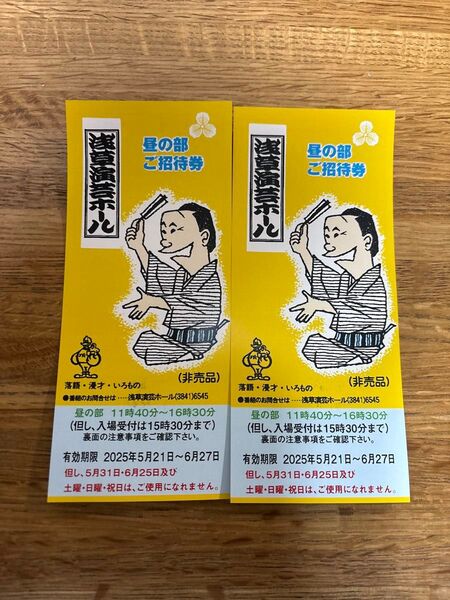 浅草演芸ホール
昼の部
ご招待券
(非売品)
落語・漫才・いろもの
●番組のお問合せは‥‥浅草演芸ホール(3841)6545
昼の部 11時40分〜16時30分
(但し、入場受付は15時30分まで)
裏面の注意事項をご確認下さい。
有効期限 2025年5月21日〜6月27日
但し、5月31日・6月25日及び
土曜・日曜・祝日は、ご使用になれません。
浅草演芸ホール
昼の部
ご招待券
(非売品)
落語・漫才・いろもの
●番組のお問合せは‥‥浅草演芸ホール(3841)6545
昼の部 11時40分〜16時30分
(但し、入場受付は15時30分まで)
裏面の注意事項をご確認下さい。
有効期限 2025年5月21日〜6月27日
但し、5月31日・6月25日及び
土曜・日曜・祝日は、ご使用になれません。